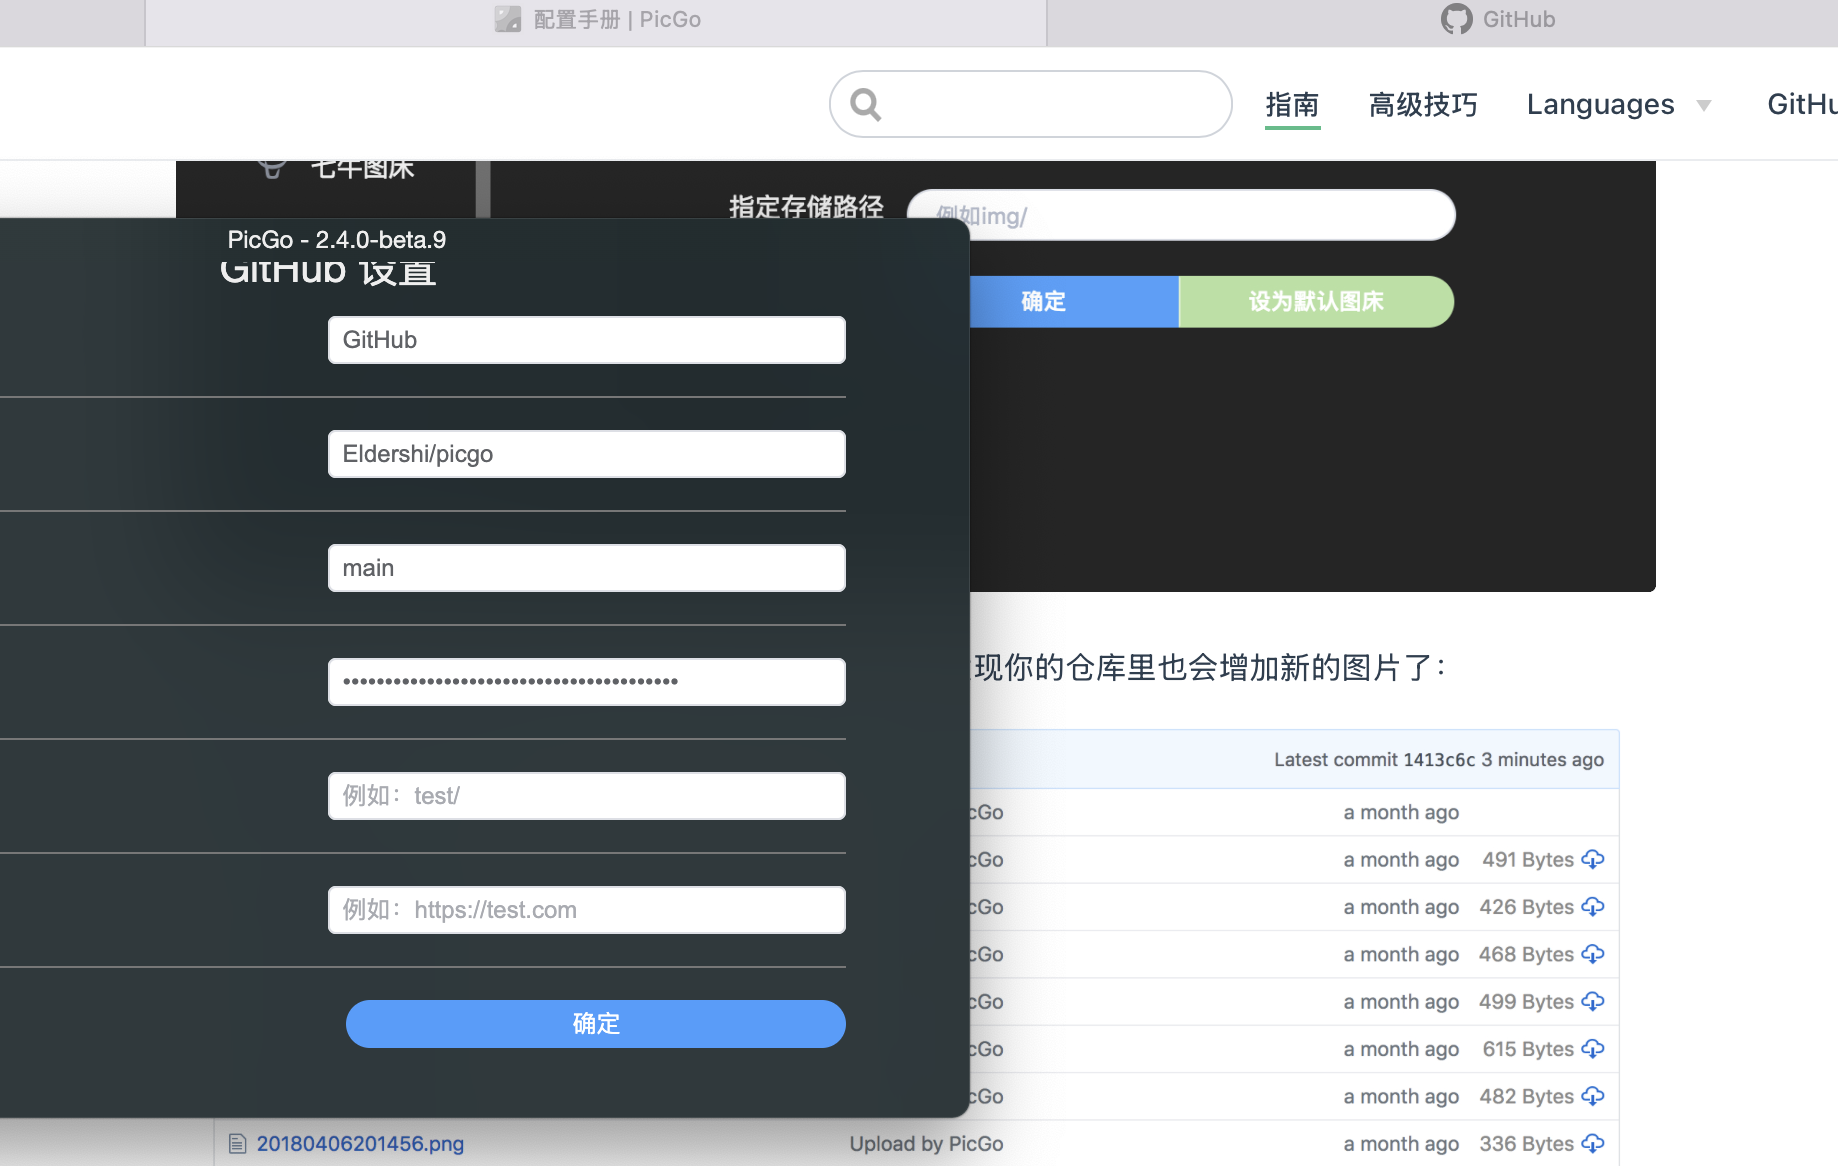 配置手册 | PicGo
GitHub
指南
高级技巧
Languages
GitHu
七牛图床
指定存储路径
例如img/
确定
设为默认图床
PicGo - 2.4.0-beta.9
GitHub 设置
GitHub
Eldershi/picgo
main
••••••••••••••••••••••••••••••••••••••••
例如：test/
例如：https://test.com
确定
现你的仓库里也会增加新的图片了：
Latest commit 1413c6c 3 minutes ago
cGo a month ago
cGo a month ago 491 Bytes
cGo a month ago 426 Bytes
cGo a month ago 468 Bytes
cGo a month ago 499 Bytes
cGo a month ago 615 Bytes
cGo a month ago 482 Bytes
20180406201456.png Upload by PicGo a month ago 336 Bytes